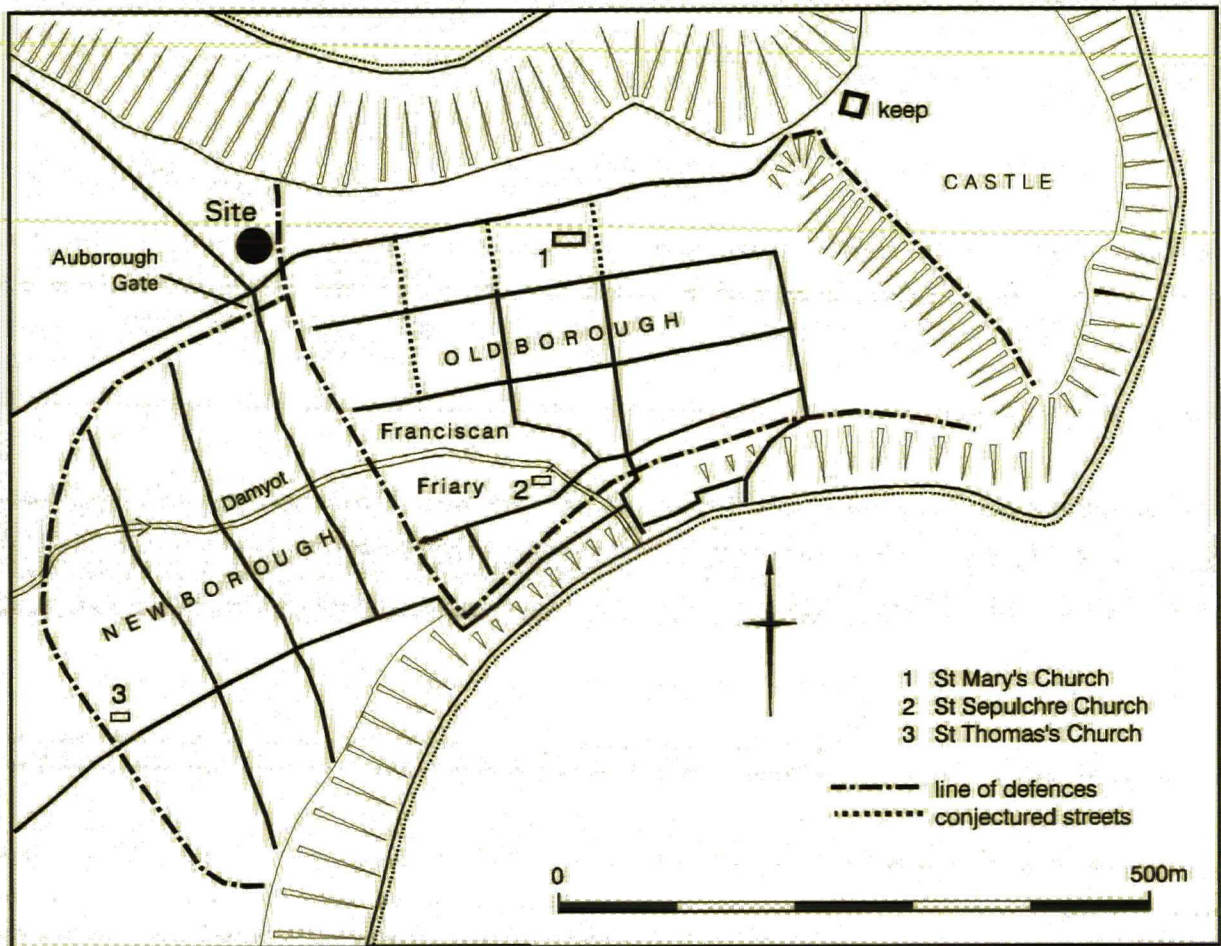 keep
CASTLE
Site
Auborough
Gate
1
OLDBOROUGH
Franciscan
Friary
2
Damyot
NEWBOROUGH
3
1 St Mary's Church
2 St Sepulchre Church
3 St Thomas's Church
line of defences
conjectured streets
0 500m